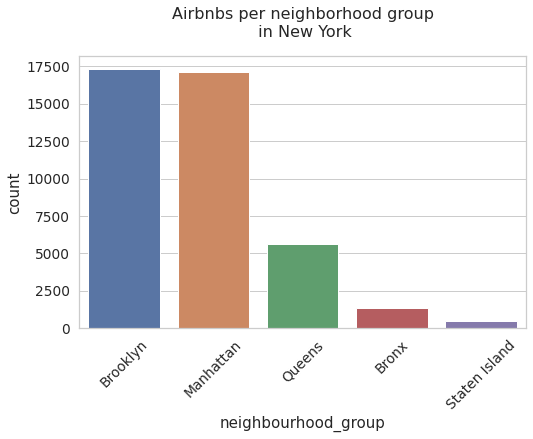 Airbnbs per neighborhood group
in New York
17500
15000
12500
10000
7500
5000
2500
0
count
Brooklyn
Manhattan
Queens
Bronx
Staten Island
neighbourhood_group